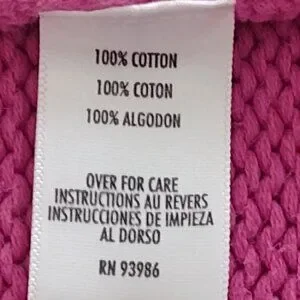 100% COTTON
100% COTON
100% ALGODON
OVER FOR CARE
INSTRUCTIONS AU REVERS
INSTRUCCIONES DE IMPIEZA
AL DORSO
RN 93986